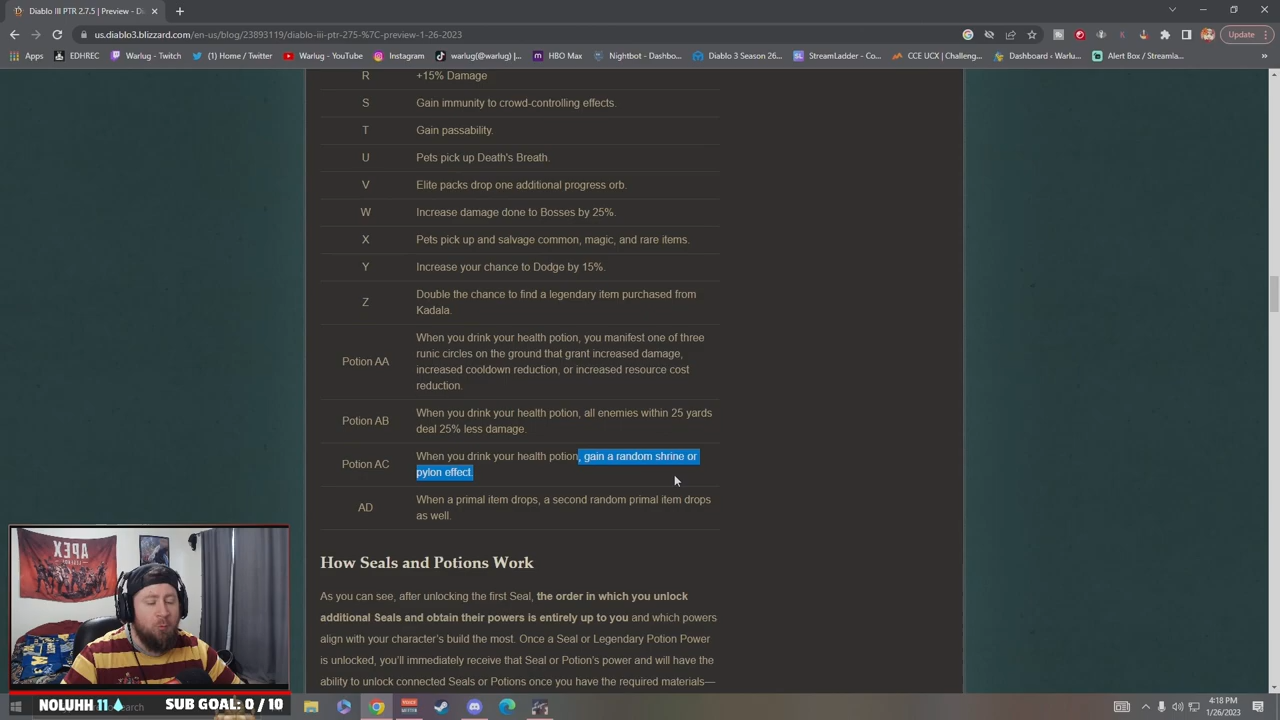 Diablo III PTR 2.7.5 | Preview -
us.diablo3.blizzard.com/en-us/blog/23893119/diablo-iii-ptr-275-%7C-preview-1-26-2023
Update
Apps
EDHREC
Warlug - Twitch
(1) Home / Twitter
Warlug - YouTube
Instagram
warlug(@warlug) |...
HBO Max
Nightbot - Dashbo...
Diablo 3 Season 26...
StreamLadder - Co...
CCE UCX | Challeng...
Dashboard ‹ Warlu...
Alert Box / Streamla...
R +15% Damage
S Gain immunity to crowd-controlling effects.
T Gain passability.
U Pets pick up Death's Breath.
V Elite packs drop one additional progress orb.
W Increase damage done to Bosses by 25%.
X Pets pick up and salvage common, magic, and rare items.
Y Increase your chance to Dodge by 15%.
Z Double the chance to find a legendary item purchased from
Kadala.
Potion AA When you drink your health potion, you manifest one of three
runic circles on the ground that grant increased damage,
increased cooldown reduction, or increased resource cost
reduction.
Potion AB When you drink your health potion, all enemies within 25 yards
deal 25% less damage.
Potion AC When you drink your health potion, gain a random shrine or
pylon effect.
AD When a primal item drops, a second random primal item drops
as well.
How Seals and Potions Work
As you can see, after unlocking the first Seal, the order in which you unlock
additional Seals and obtain their powers is entirely up to you and which powers
align with your character's build the most. Once a Seal or Legendary Potion Power
is unlocked, you'll immediately receive that Seal or Potion's power and will have the
ability to unlock connected Seals or Potions once you have the required materials—
APEX
NOLUHH 11
SUB GOAL: 0 / 10
4:18 PM
1/26/2023